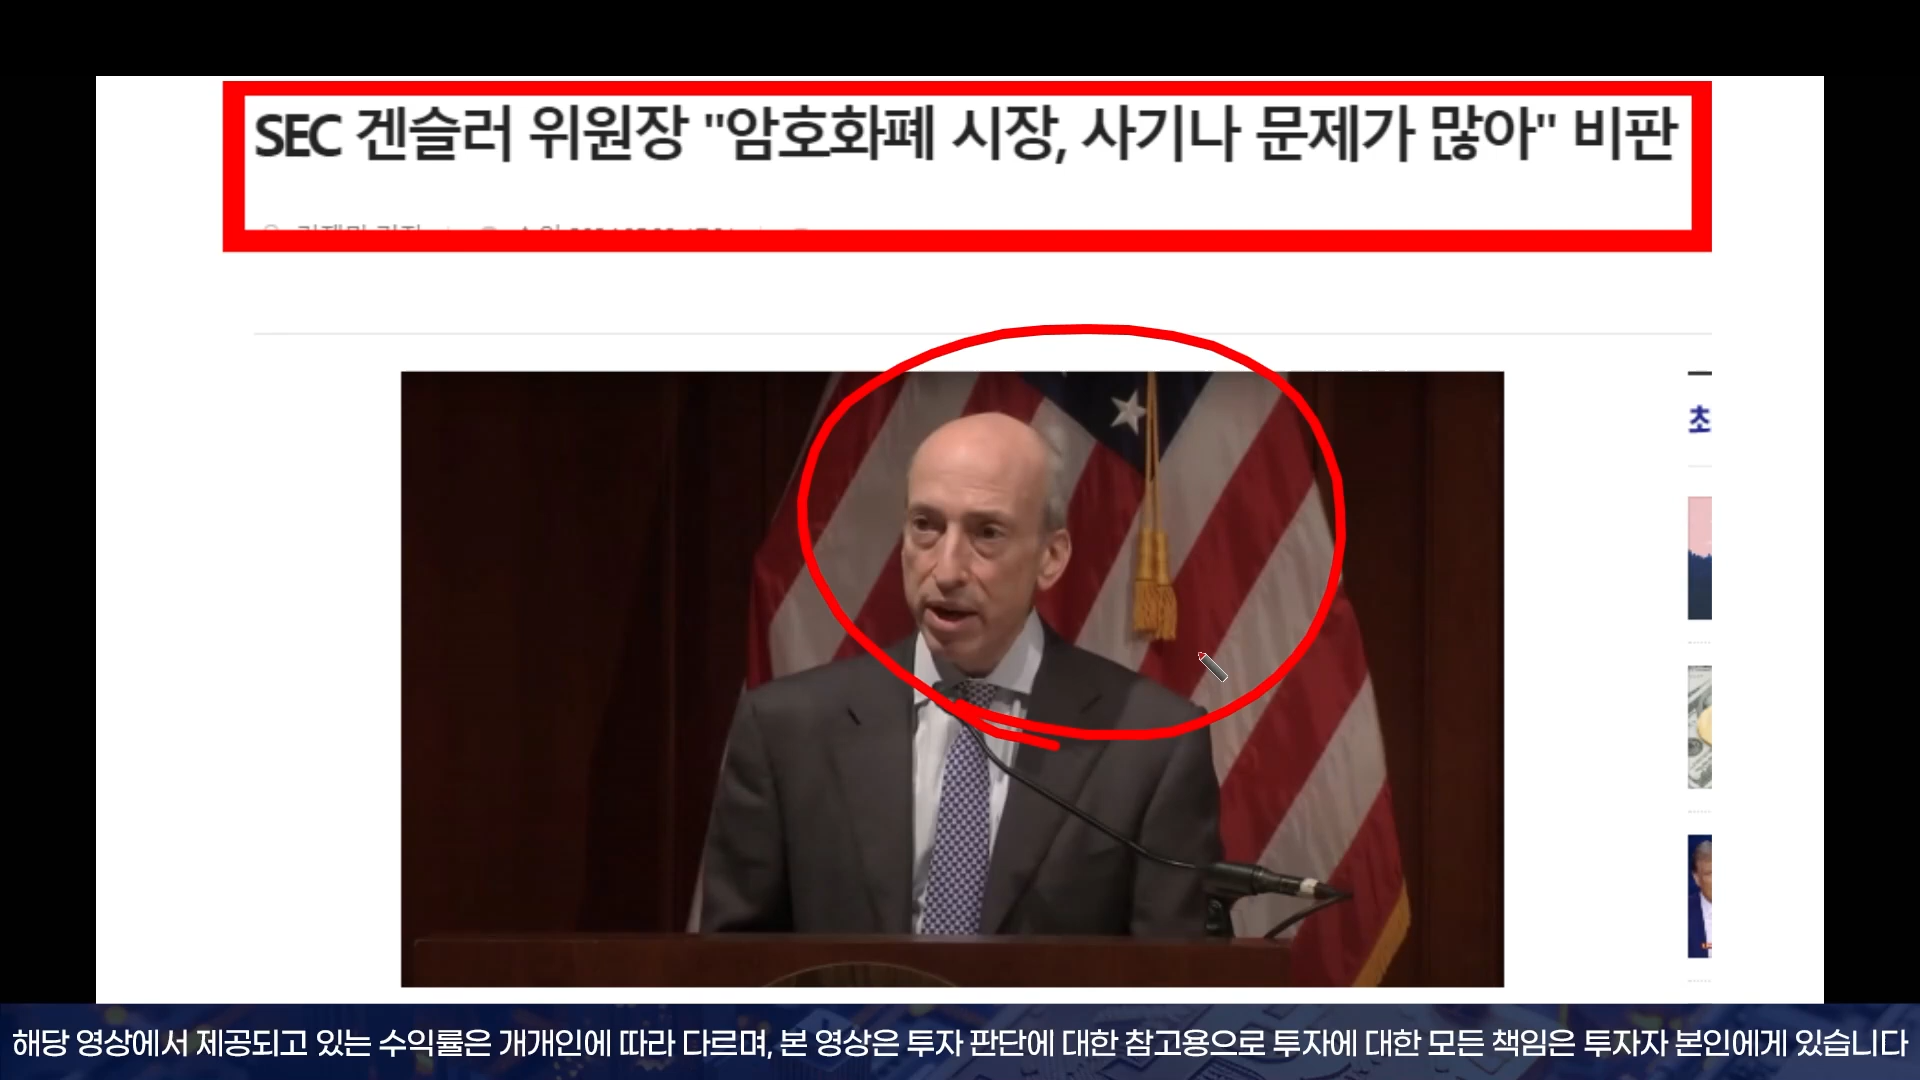 SEC 겐슬러 위원장 "암호화폐 시장, 사기나 문제가 많아" 비판
초
해당 영상에서 제공되고 있는 수익률은 개개인에 따라 다르며, 본 영상은 투자 판단에 대한 참고용으로 투자에 대한 모든 책임은 투자자 본인에게 있습니다